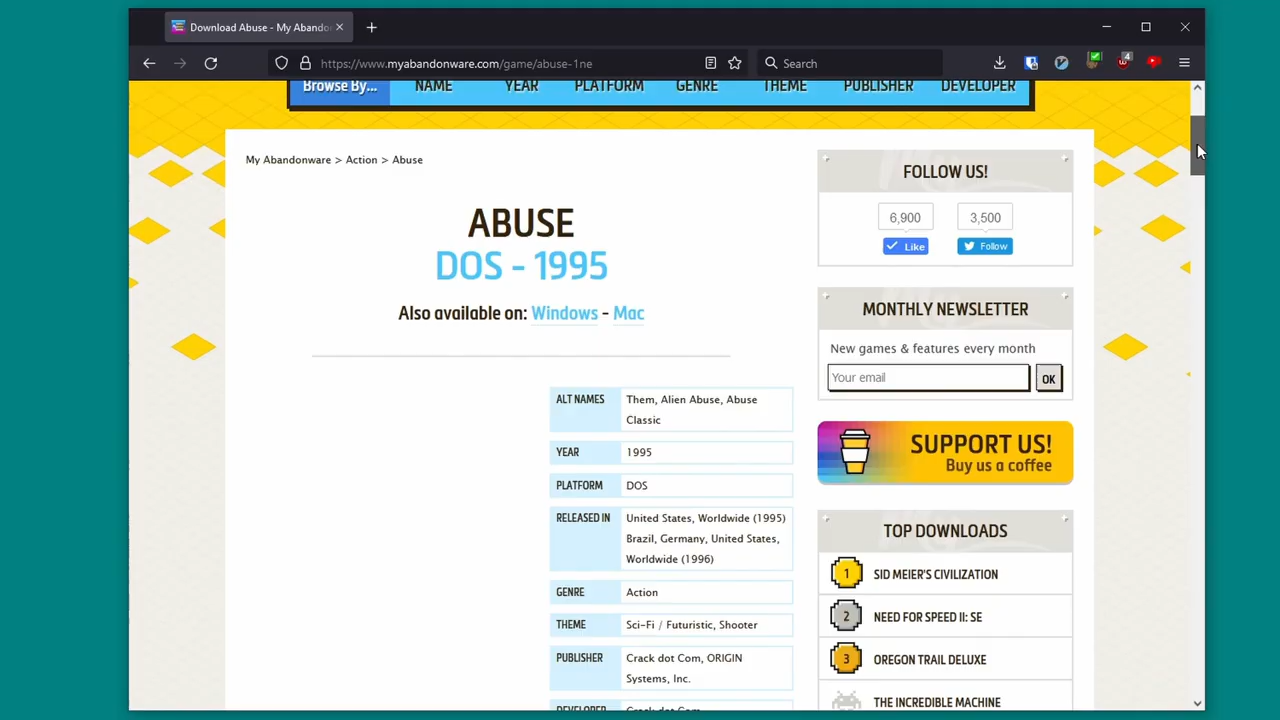 Download Abuse - My Abando
https://www.myabandonware.com/game/abuse-1ne
Search
4
Browse By...
NAME
YEAR
PLATFORM
GENRE
THEME
PUBLISHER
DEVELOPER
My Abandonware > Action > Abuse
ABUSE
DOS - 1995
Also available on: Windows - Mac
ALT NAMES
Them, Alien Abuse, Abuse
Classic
YEAR
1995
PLATFORM
DOS
RELEASED IN
United States, Worldwide (1995)
Brazil, Germany, United States,
Worldwide (1996)
GENRE
Action
THEME
Sci-Fi / Futuristic, Shooter
PUBLISHER
Crack dot Com, ORIGIN
Systems, Inc.
DEVELOPER
Crack dot Com
FOLLOW US!
6,900
3,500
Like
Follow
MONTHLY NEWSLETTER
New games & features every month
Your email
OK
SUPPORT US!
Buy us a coffee
TOP DOWNLOADS
1
SID MEIER'S CIVILIZATION
2
NEED FOR SPEED II: SE
3
OREGON TRAIL DELUXE
THE INCREDIBLE MACHINE